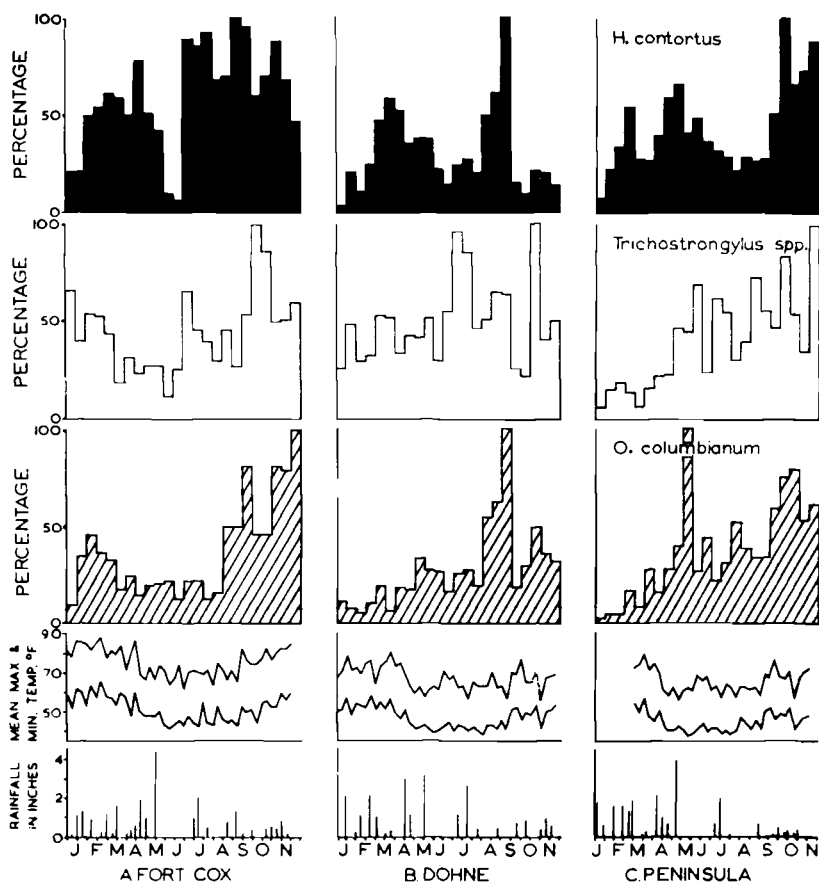 100
50
0
PERCENTAGE
H. contortus
100
50
0
PERCENTAGE
Trichostrongylus spp.
100
50
0
PERCENTAGE
O. columbianum
90
70
50
MEAN MAX &
MIN. TEMP. °F
4
2
0
RAINFALL
IN INCHES
J F M A M J J A S O N
J F M A M J J A S O N
J F M A M J J A S O N
A FORT COX
B. DOHNE
C. PENINSULA